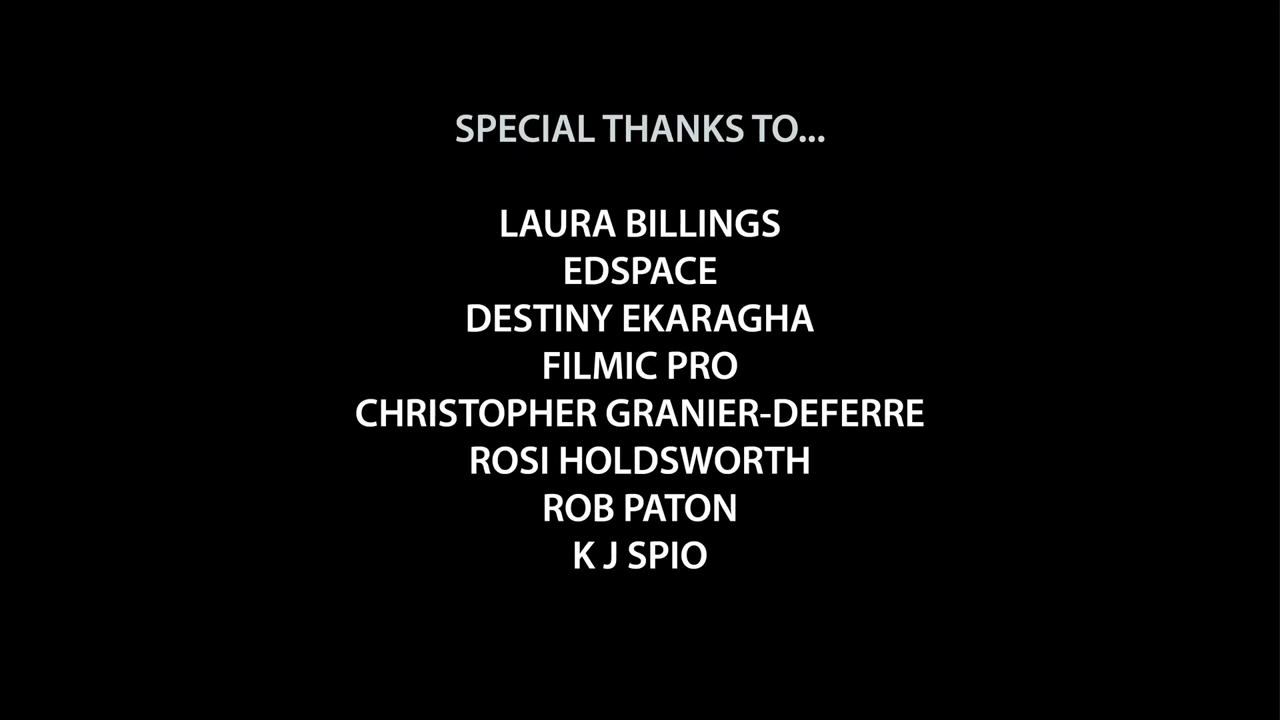 SPECIAL THANKS TO...
LAURA BILLINGS
EDSPACE
DESTINY EKARAGHA
FILMIC PRO
CHRISTOPHER GRANIER-DEFERRE
ROSI HOLDSWORTH
ROB PATON
K J SPIO